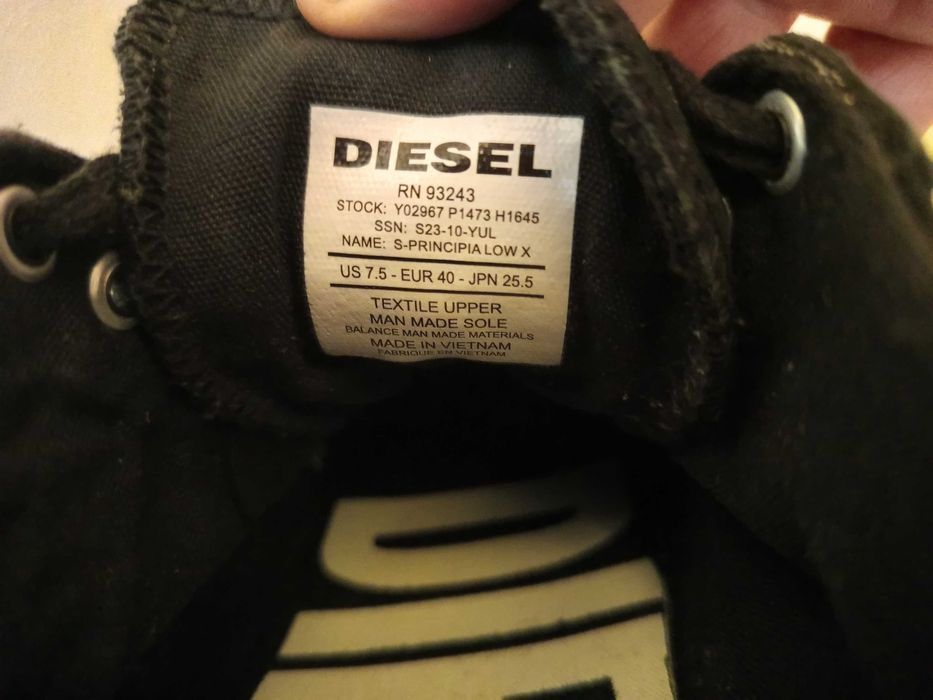 DIESEL
RN 93243
STOCK: Y02967 P1473 H1645
SSN: S23-10-YUL
NAME: S-PRINCIPIA LOW X
US 7.5 - EUR 40 - JPN 25.5
TEXTILE UPPER
MAN MADE SOLE
BALANCE MAN MADE MATERIALS
MADE IN VIETNAM
FABRIQUE EN VIETNAM
DI